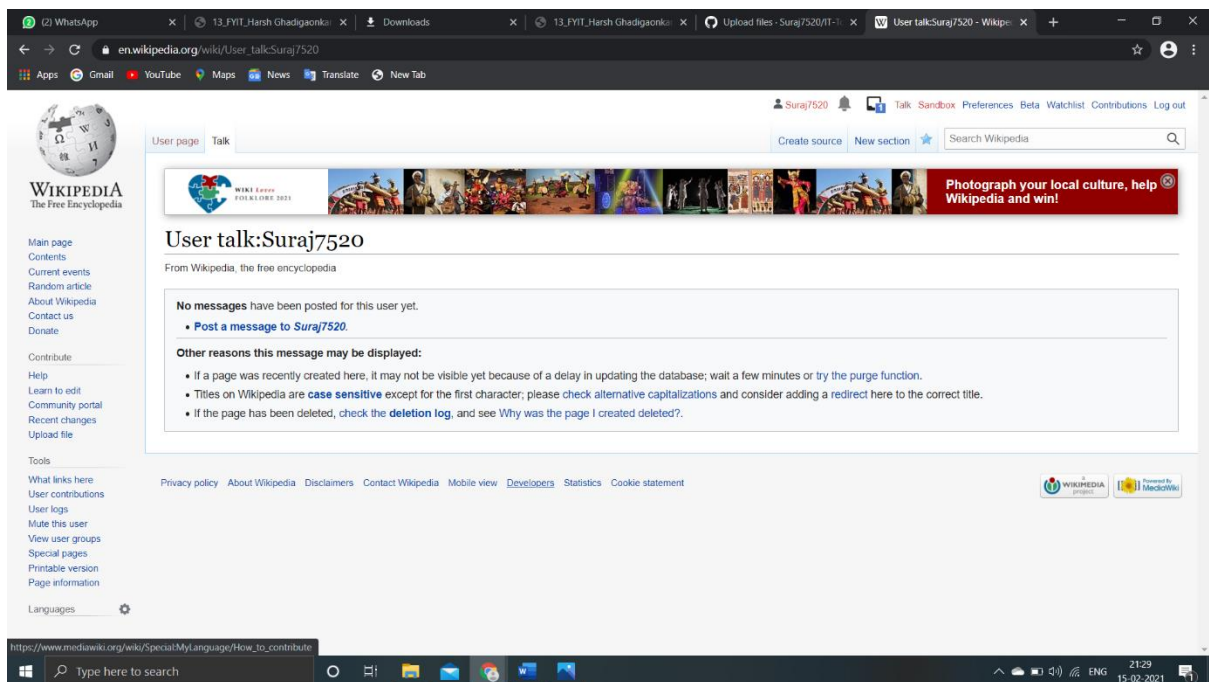 (2) WhatsApp
13_FYIT_Harsh Ghadigaonkar
Downloads
13_FYIT_Harsh Ghadigaonka
Upload files · Suraj7520/IT-To
User talk:Suraj7520 - Wikiped
en.wikipedia.org/wiki/User_talk:Suraj7520
Apps Gmail YouTube Maps News Translate New Tab
Suraj7520 1 Talk Sandbox Preferences Beta Watchlist Contributions Log out
User page Talk Create source New section Search Wikipedia
WIKIPEDIA
The Free Encyclopedia
WIKI Loves
FOLKLORE 2021
Photograph your local culture, help
Wikipedia and win!
Main page
Contents
Current events
Random article
About Wikipedia
Contact us
Donate
Contribute
Help
Learn to edit
Community portal
Recent changes
Upload file
Tools
What links here
User contributions
User logs
Mute this user
View user groups
Special pages
Printable version
Page information
Languages
User talk:Suraj7520
From Wikipedia, the free encyclopedia
No messages have been posted for this user yet.
• Post a message to Suraj7520.
Other reasons this message may be displayed:
• If a page was recently created here, it may not be visible yet because of a delay in updating the database; wait a few minutes or try the purge function.
• Titles on Wikipedia are case sensitive except for the first character; please check alternative capitalizations and consider adding a redirect here to the correct title.
• If the page has been deleted, check the deletion log, and see Why was the page I created deleted?.
Privacy policy About Wikipedia Disclaimers Contact Wikipedia Mobile view Developers Statistics Cookie statement
a
WIKIMEDIA
project
Powered By
MediaWiki
https://www.mediawiki.org/wiki/Special:MyLanguage/How_to_contribute
Type here to search
ENG
21:29
15-02-2021
1